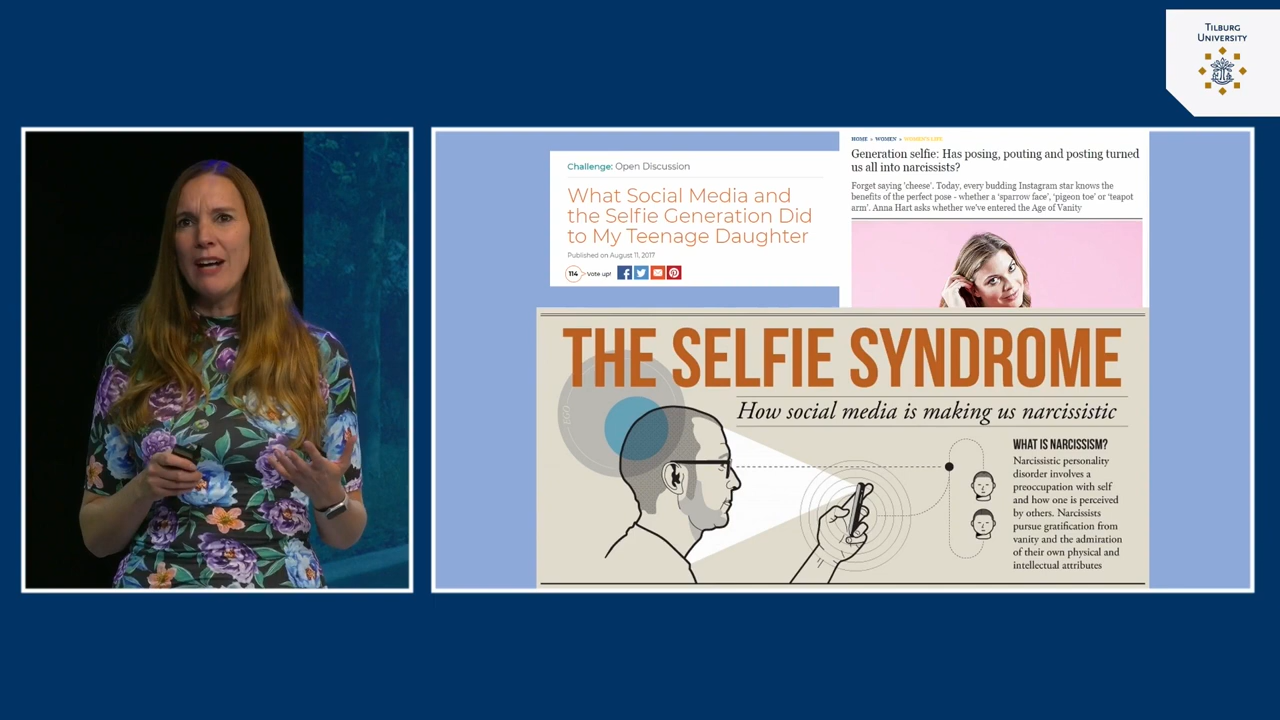 TILBURG
UNIVERSITY
Challenge: Open Discussion
What Social Media and
the Selfie Generation Did
to My Teenage Daughter
Published on August 11, 2017
114 Vote up!
HOME » WOMEN » WOMEN'S LIFE
Generation selfie: Has posing, pouting and posting turned
us all into narcissists?
Forget saying 'cheese'. Today, every budding Instagram star knows the
benefits of the perfect pose - whether a 'sparrow face', 'pigeon toe' or 'teapot
arm'. Anna Hart asks whether we've entered the Age of Vanity
THE SELFIE SYNDROME
How social media is making us narcissistic
EGO
WHAT IS NARCISSISM?
Narcissistic personality
disorder involves a
preoccupation with self
and how one is perceived
by others. Narcissists
pursue gratification from
vanity and the admiration
of their own physical and
intellectual attributes